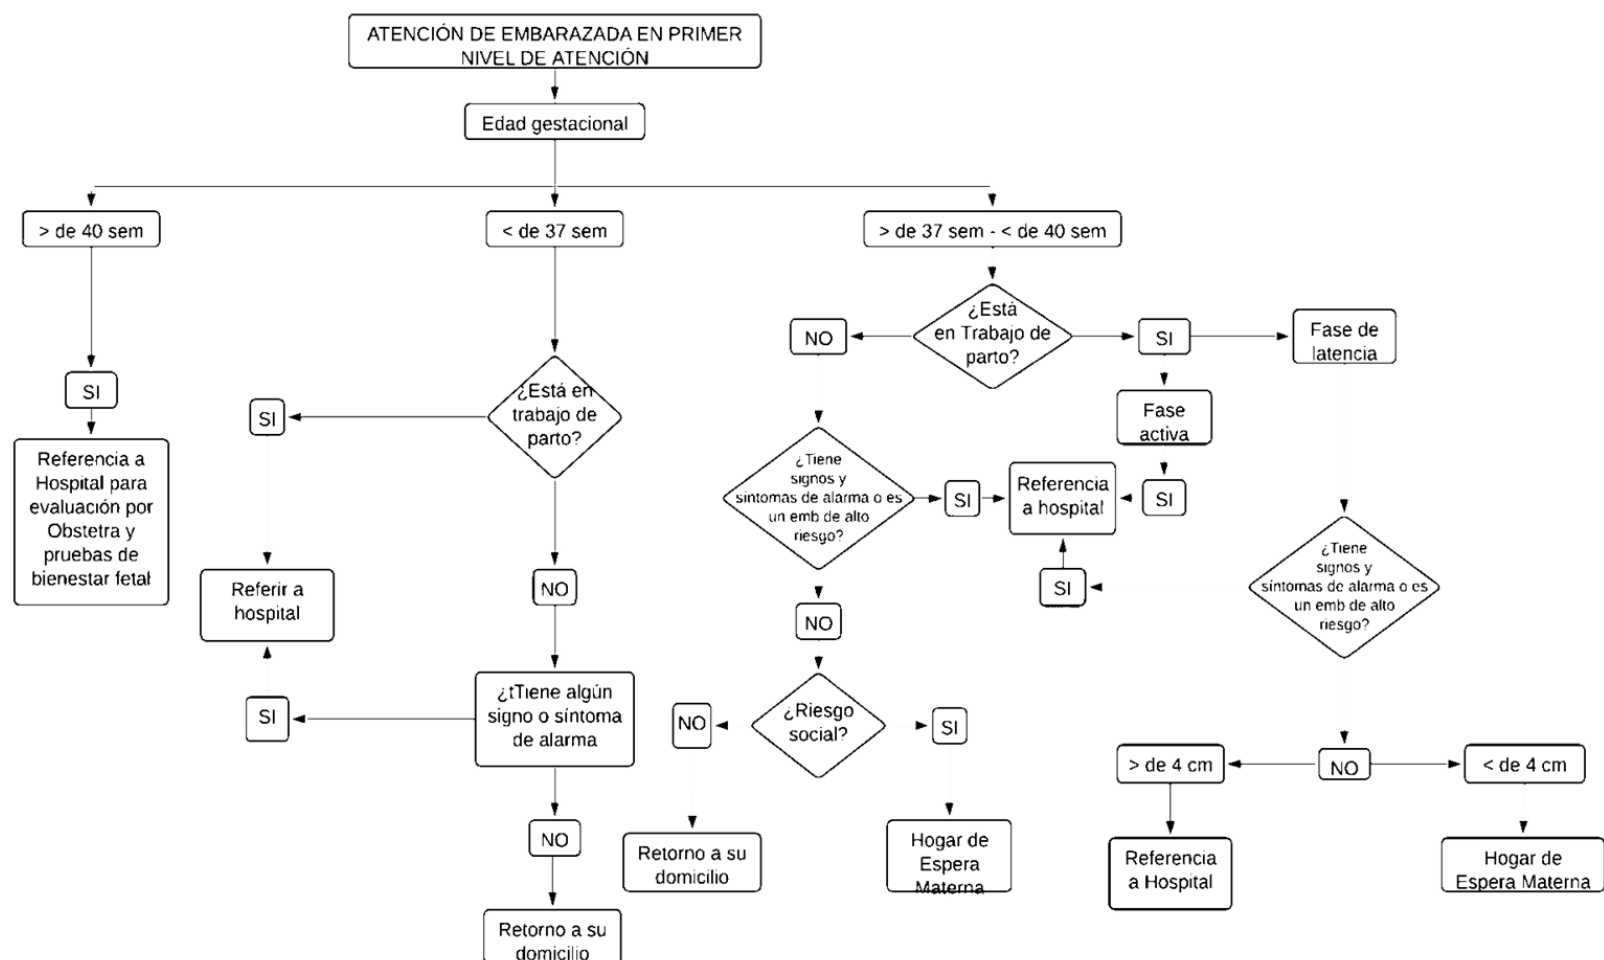 ATENCIÓN DE EMBARAZADA EN PRIMER
NIVEL DE ATENCIÓN
Edad gestacional
> de 40 sem
< de 37 sem
> de 37 sem - < de 40 sem
SI
Referencia a
Hospital para
evaluación por
Obstetra y
pruebas de
bienestar fetal
¿Está en
trabajo de
parto?
SI
Referir a
hospital
NO
¿tTiene algún
signo o síntoma
de alarma
SI
NO
Retorno a su
domicilio
¿Está
en Trabajo de
parto?
NO
SI
Fase de
latencia
Fase
activa
SI
Referencia
a hospital
¿Tiene
signos y
síntomas de alarma o es
un emb de alto
riesgo?
SI
NO
¿Riesgo
social?
NO
SI
Retorno a su
domicilio
Hogar de
Espera
Materna
¿Tiene
signos y
síntomas de alarma o es
un emb de alto
riesgo?
SI
NO
> de 4 cm
< de 4 cm
Referencia
a Hospital
Hogar de
Espera Materna